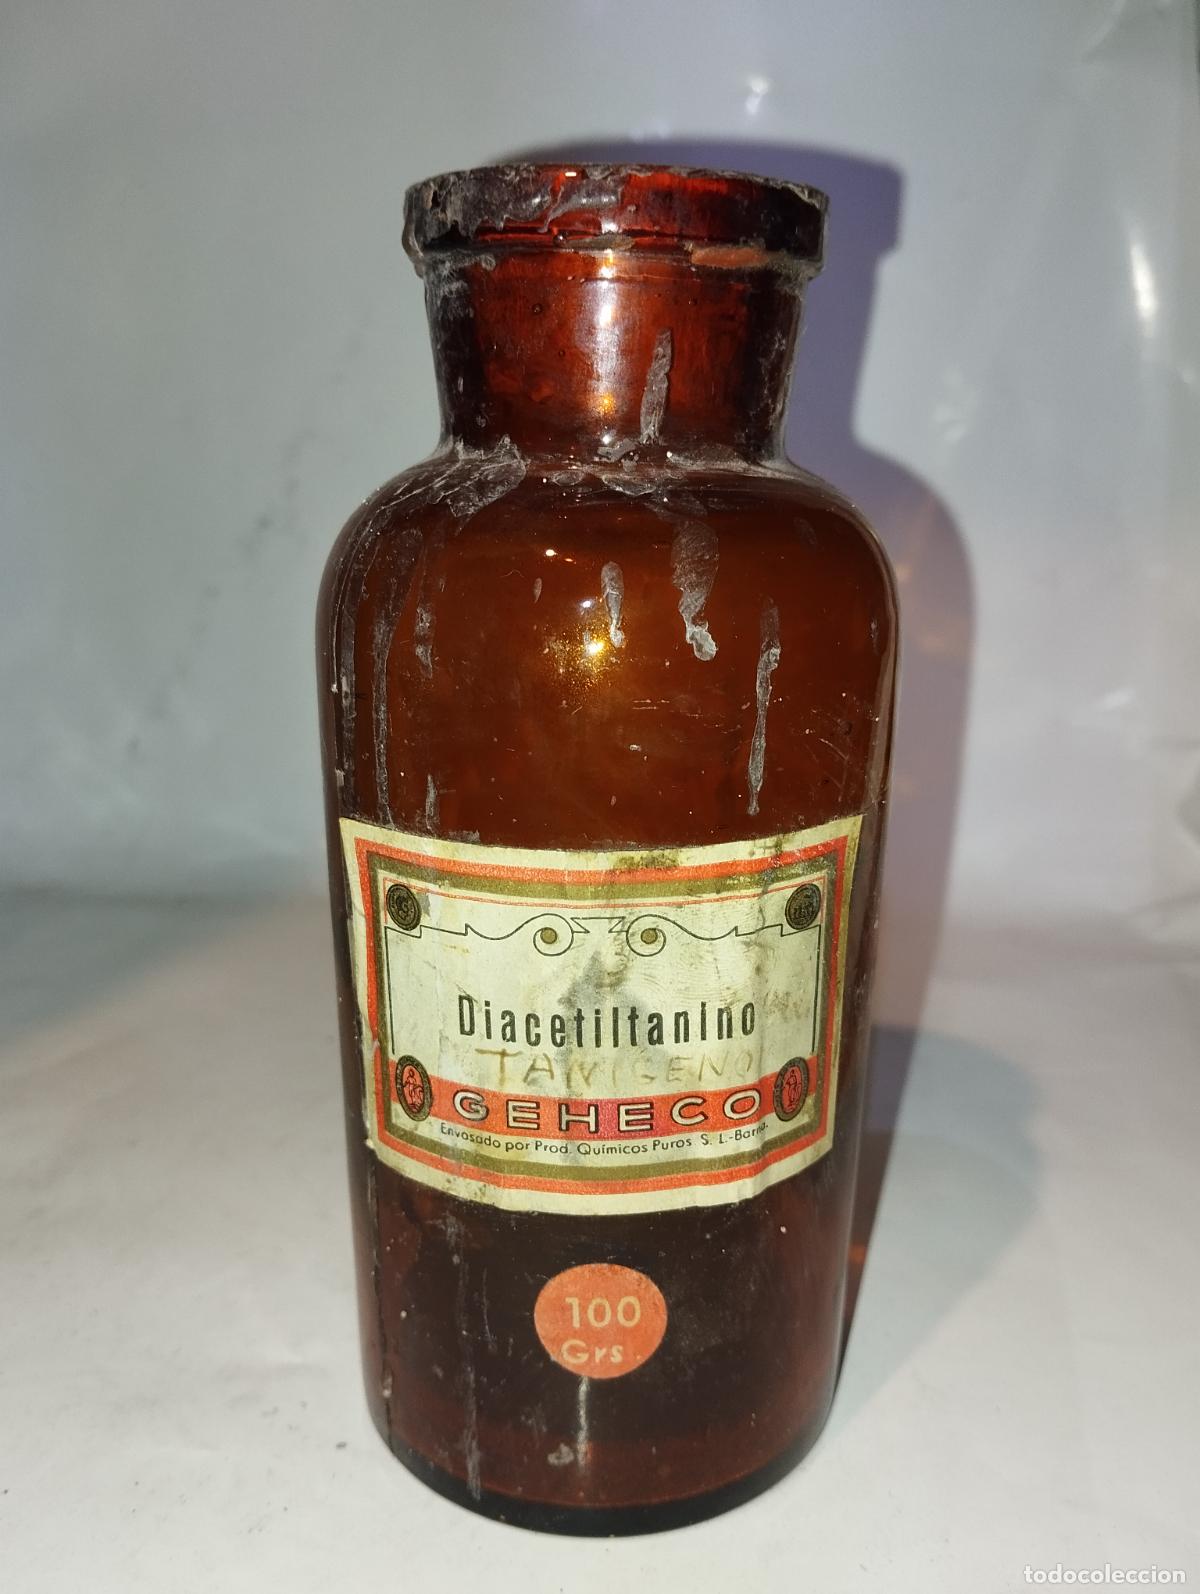 Diacetiltanino
TANIGENO
GEHECO
Envasado por Prod. Químicos Puros S. L.-Barna.
100
Grs.
todocoleccion